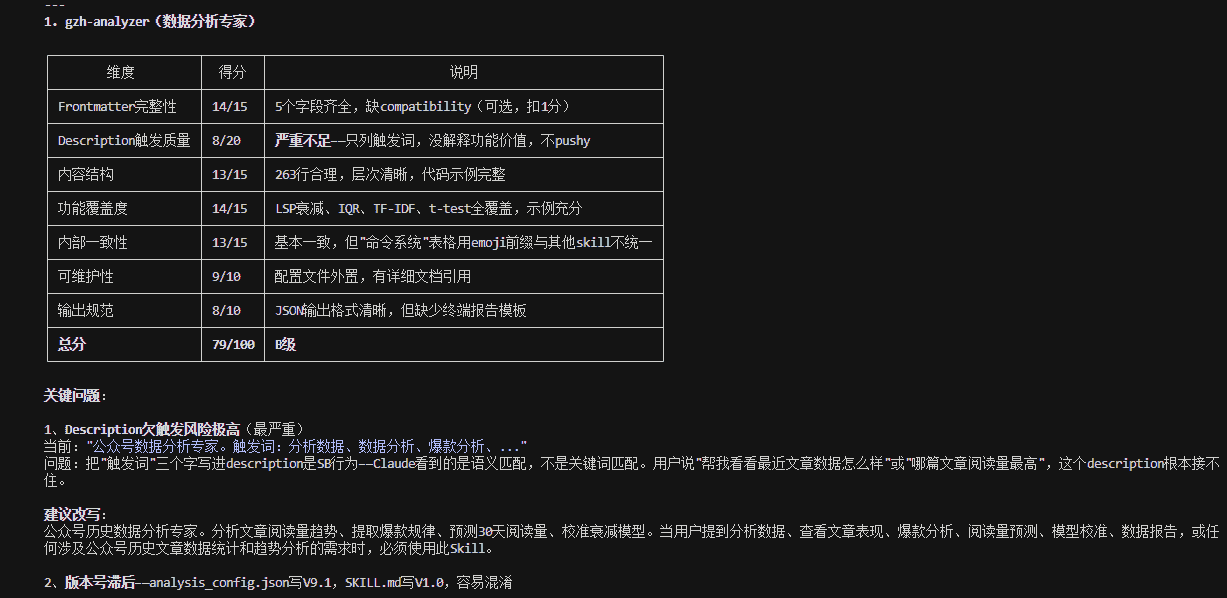 ---
1. gzh-analyzer（数据分析专家）
维度 得分 说明
Frontmatter完整性 14/15 5个字段齐全，缺compatibility（可选，扣1分）
Description触发质量 8/20 严重不足——只列触发词，没解释功能价值，不pushy
内容结构 13/15 263行合理，层次清晰，代码示例完整
功能覆盖度 14/15 LSP衰减、IQR、TF-IDF、t-test全覆盖，示例充分
内部一致性 13/15 基本一致，但"命令系统"表格用emoji前缀与其他skill不统一
可维护性 9/10 配置文件外置，有详细文档引用
输出规范 8/10 JSON输出格式清晰，但缺少终端报告模板
总分 79/100 B级
关键问题：
1、Description欠触发风险极高（最严重）
当前："公众号数据分析专家。触发词：分析数据、数据分析、爆款分析、..."
问题：把"触发词"三个字写进description是SB行为——Claude看到的是语义匹配，不是关键词匹配。用户说"帮我看看最近文章数据怎么样"或"哪篇文章阅读量最高"，这个description根本接不
住。
建议改写：
公众号历史数据分析专家。分析文章阅读量趋势、提取爆款规律、预测30天阅读量、校准衰减模型。当用户提到分析数据、查看文章表现、爆款分析、阅读量预测、模型校准、数据报告，或任
何涉及公众号历史文章数据统计和趋势分析的需求时，必须使用此Skill。
2、版本号滞后——analysis_config.json写V9.1，SKILL.md写V1.0，容易混淆